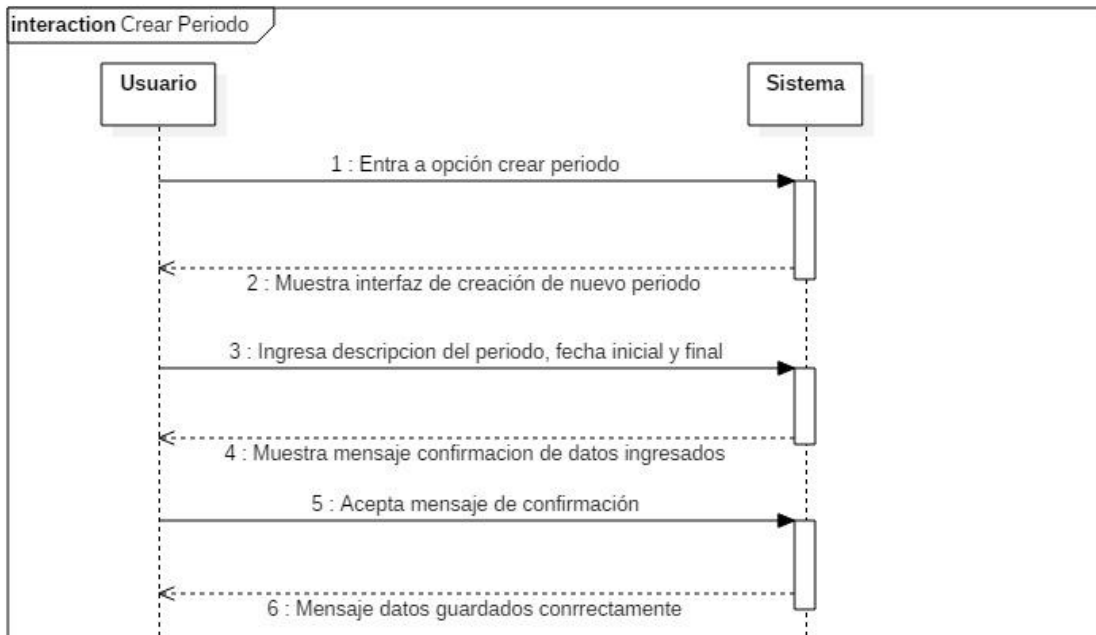 interaction Crear Periodo
Usuario
Sistema
1 : Entra a opción crear periodo
2 : Muestra interfaz de creación de nuevo periodo
3 : Ingresa descripcion del periodo, fecha inicial y final
4 : Muestra mensaje confirmacion de datos ingresados
5 : Acepta mensaje de confirmación
6 : Mensaje datos guardados conrrectamente